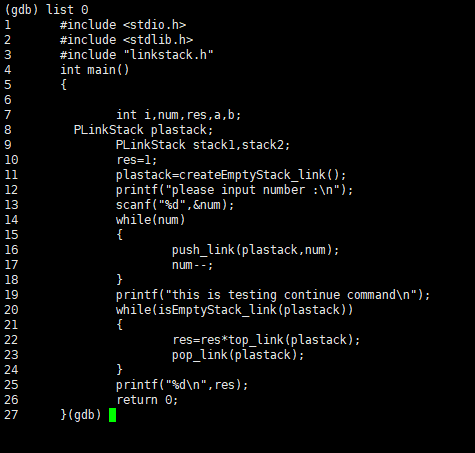 (gdb) list 0
1       #include <stdio.h>
2       #include <stdlib.h>
3       #include "linkstack.h"
4       int main()
5       {
6
7               int i,num,res,a,b;
8         PLinkStack plastack;
9               PLinkStack stack1,stack2;
10              res=1;
11              plastack=createEmptyStack_link();
12              printf("please input number :\n");
13              scanf("%d",&num);
14              while(num)
15              {
16                      push_link(plastack,num);
17                      num--;
18              }
19              printf("this is testing continue command\n");
20              while(isEmptyStack_link(plastack))
21              {
22                      res=res*top_link(plastack);
23                      pop_link(plastack);
24              }
25              printf("%d\n",res);
26              return 0;
27      }(gdb)